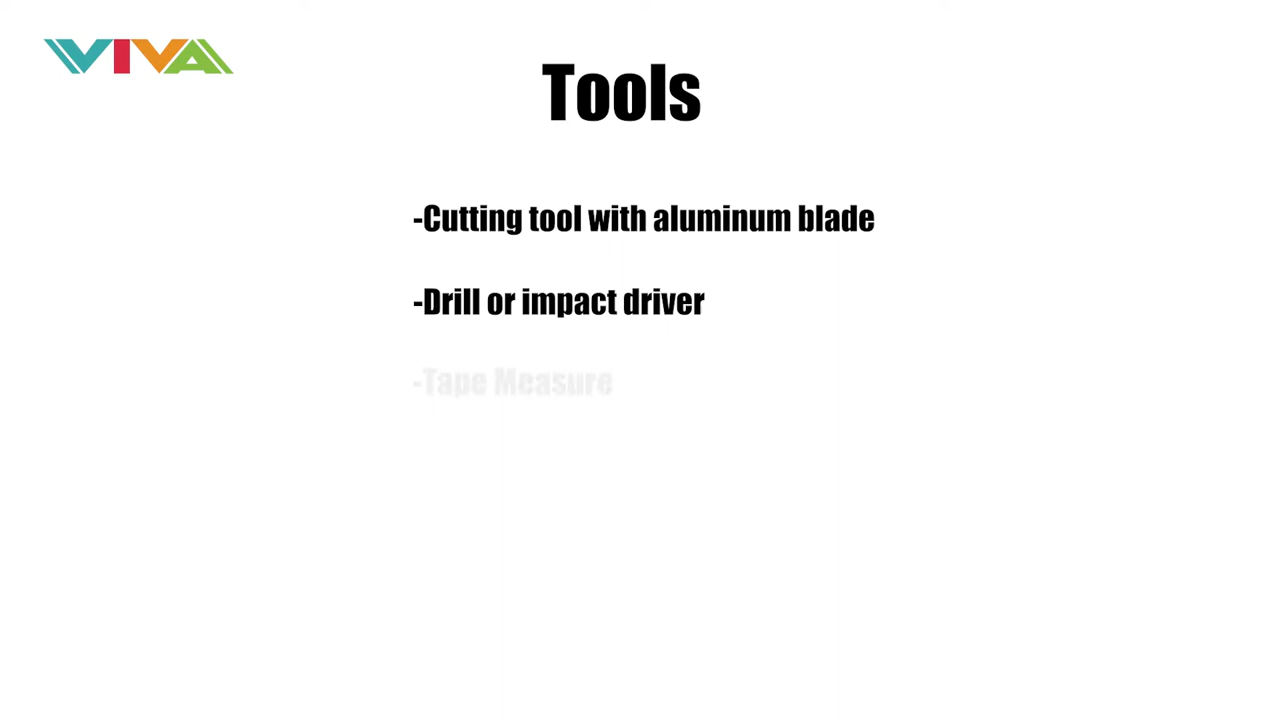 VIVA
Tools
-Cutting tool with aluminum blade
-Drill or impact driver
-Tape Measure